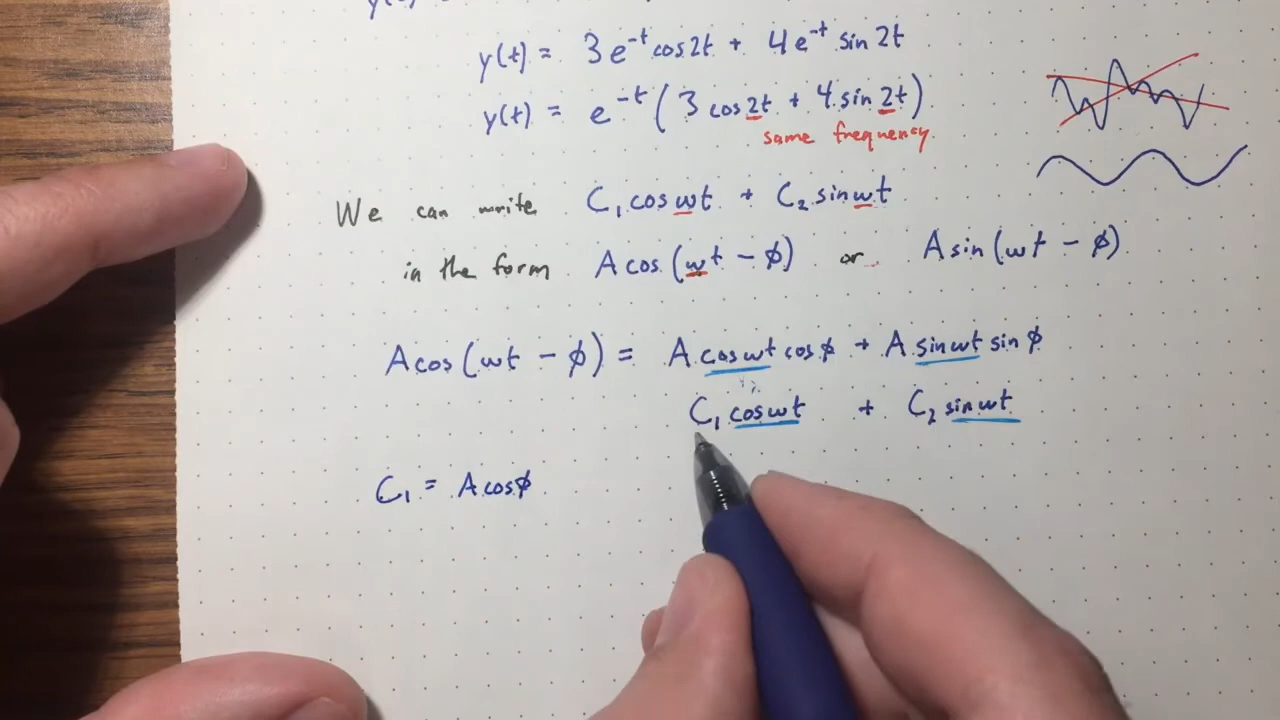 y(t) = 3e^{-t} cos2t + 4e^{-t} sin 2t
y(t) = e^{-t} (3 cos 2t + 4 sin 2t)
same frequency
We can write C₁ cos ωt + C₂ sin ωt
in the form A cos (ωt - ϕ) or A sin (ωt - ϕ)
A cos (ωt - ϕ) = A cos ωt cos ϕ + A sin ωt sin ϕ
C₁ cos ωt + C₂ sin ωt
C₁ = A cos ϕ